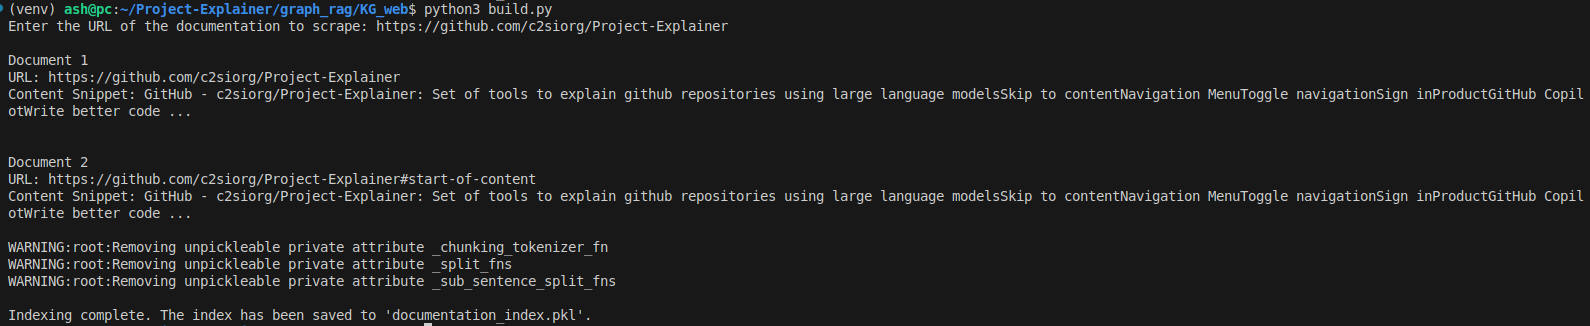 (venv) ash@pc:~/Project-Explainer/graph_rag/KG_web$ python3 build.py
Enter the URL of the documentation to scrape: https://github.com/c2siorg/Project-Explainer
Document 1
URL: https://github.com/c2siorg/Project-Explainer
Content Snippet: GitHub - c2siorg/Project-Explainer: Set of tools to explain github repositories using large language modelsSkip to contentNavigation MenuToggle navigationSign inProductGitHub Copil
otWrite better code ...
Document 2
URL: https://github.com/c2siorg/Project-Explainer#start-of-content
Content Snippet: GitHub - c2siorg/Project-Explainer: Set of tools to explain github repositories using large language modelsSkip to contentNavigation MenuToggle navigationSign inProductGitHub Copil
otWrite better code ...
WARNING:root:Removing unpickleable private attribute _chunking_tokenizer_fn
WARNING:root:Removing unpickleable private attribute _split_fns
WARNING:root:Removing unpickleable private attribute _sub_sentence_split_fns
Indexing complete. The index has been saved to 'documentation_index.pkl'.